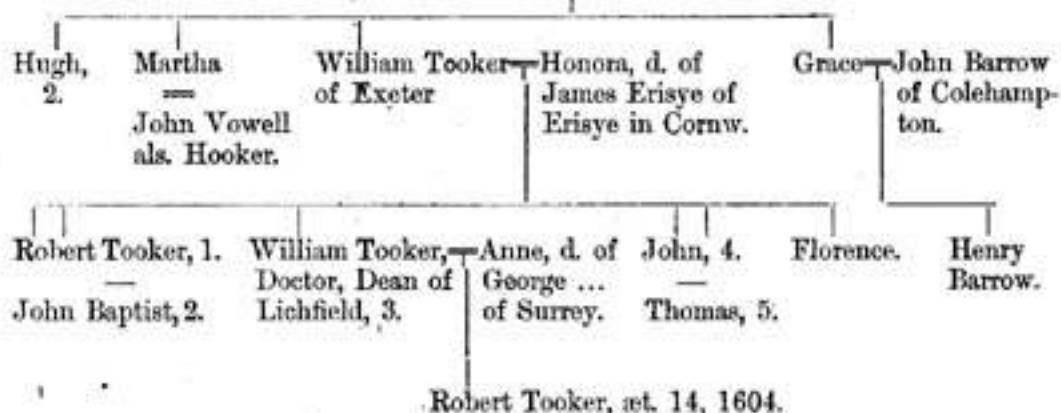 Hugh,
2.
Martha
John Vowell
als. Hooker.
William Tooker
of Exeter
Honora, d. of
James Erisye of
Erisye in Cornw.
Grace
John Barrow
of Colehamp-
ton.
Robert Tooker, 1.
John Baptist, 2.
William Tooker,
Doctor, Dean of
Lichfield, 3.
Anne, d. of
George ...
of Surrey.
John, 4.
Thomas, 5.
Florence.
Henry
Barrow.
Robert Tooker, æt. 14, 1604.